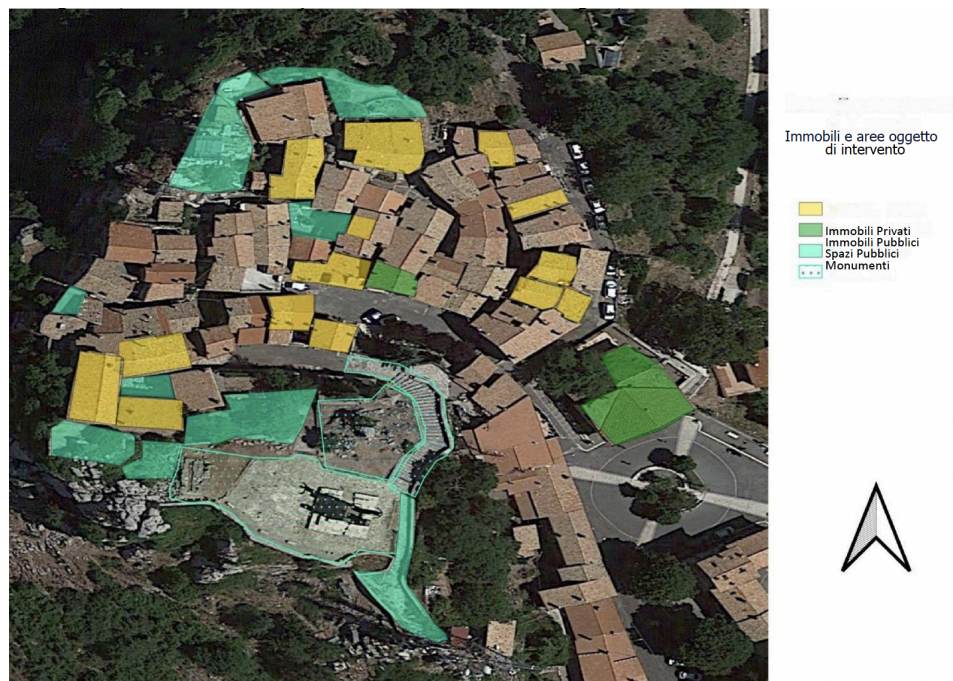 Immobili e aree oggetto
di intervento
Immobili Privati
Immobili Pubblici
Spazi Pubblici
Monumenti